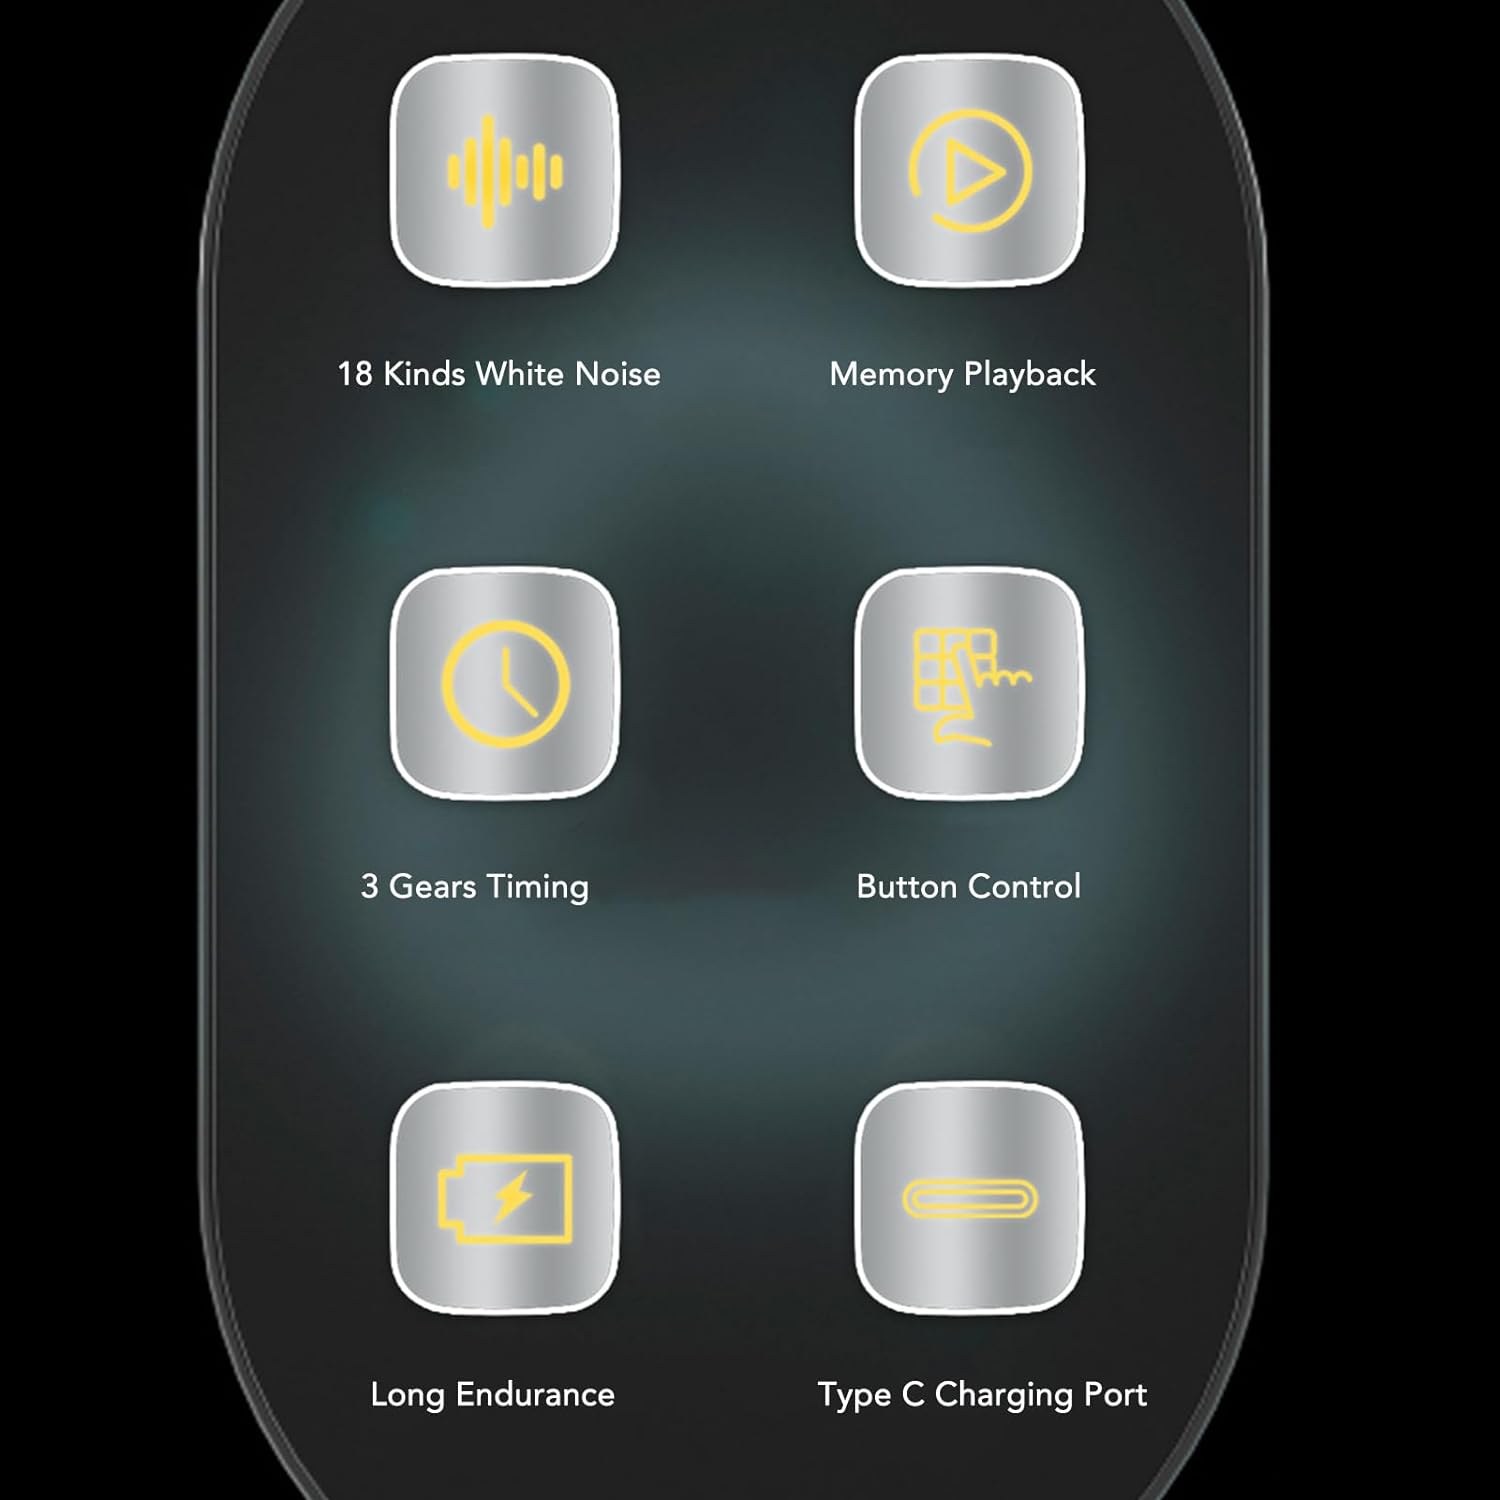 18 Kinds White Noise
Memory Playback
3 Gears Timing
Button Control
Long Endurance
Type C Charging Port